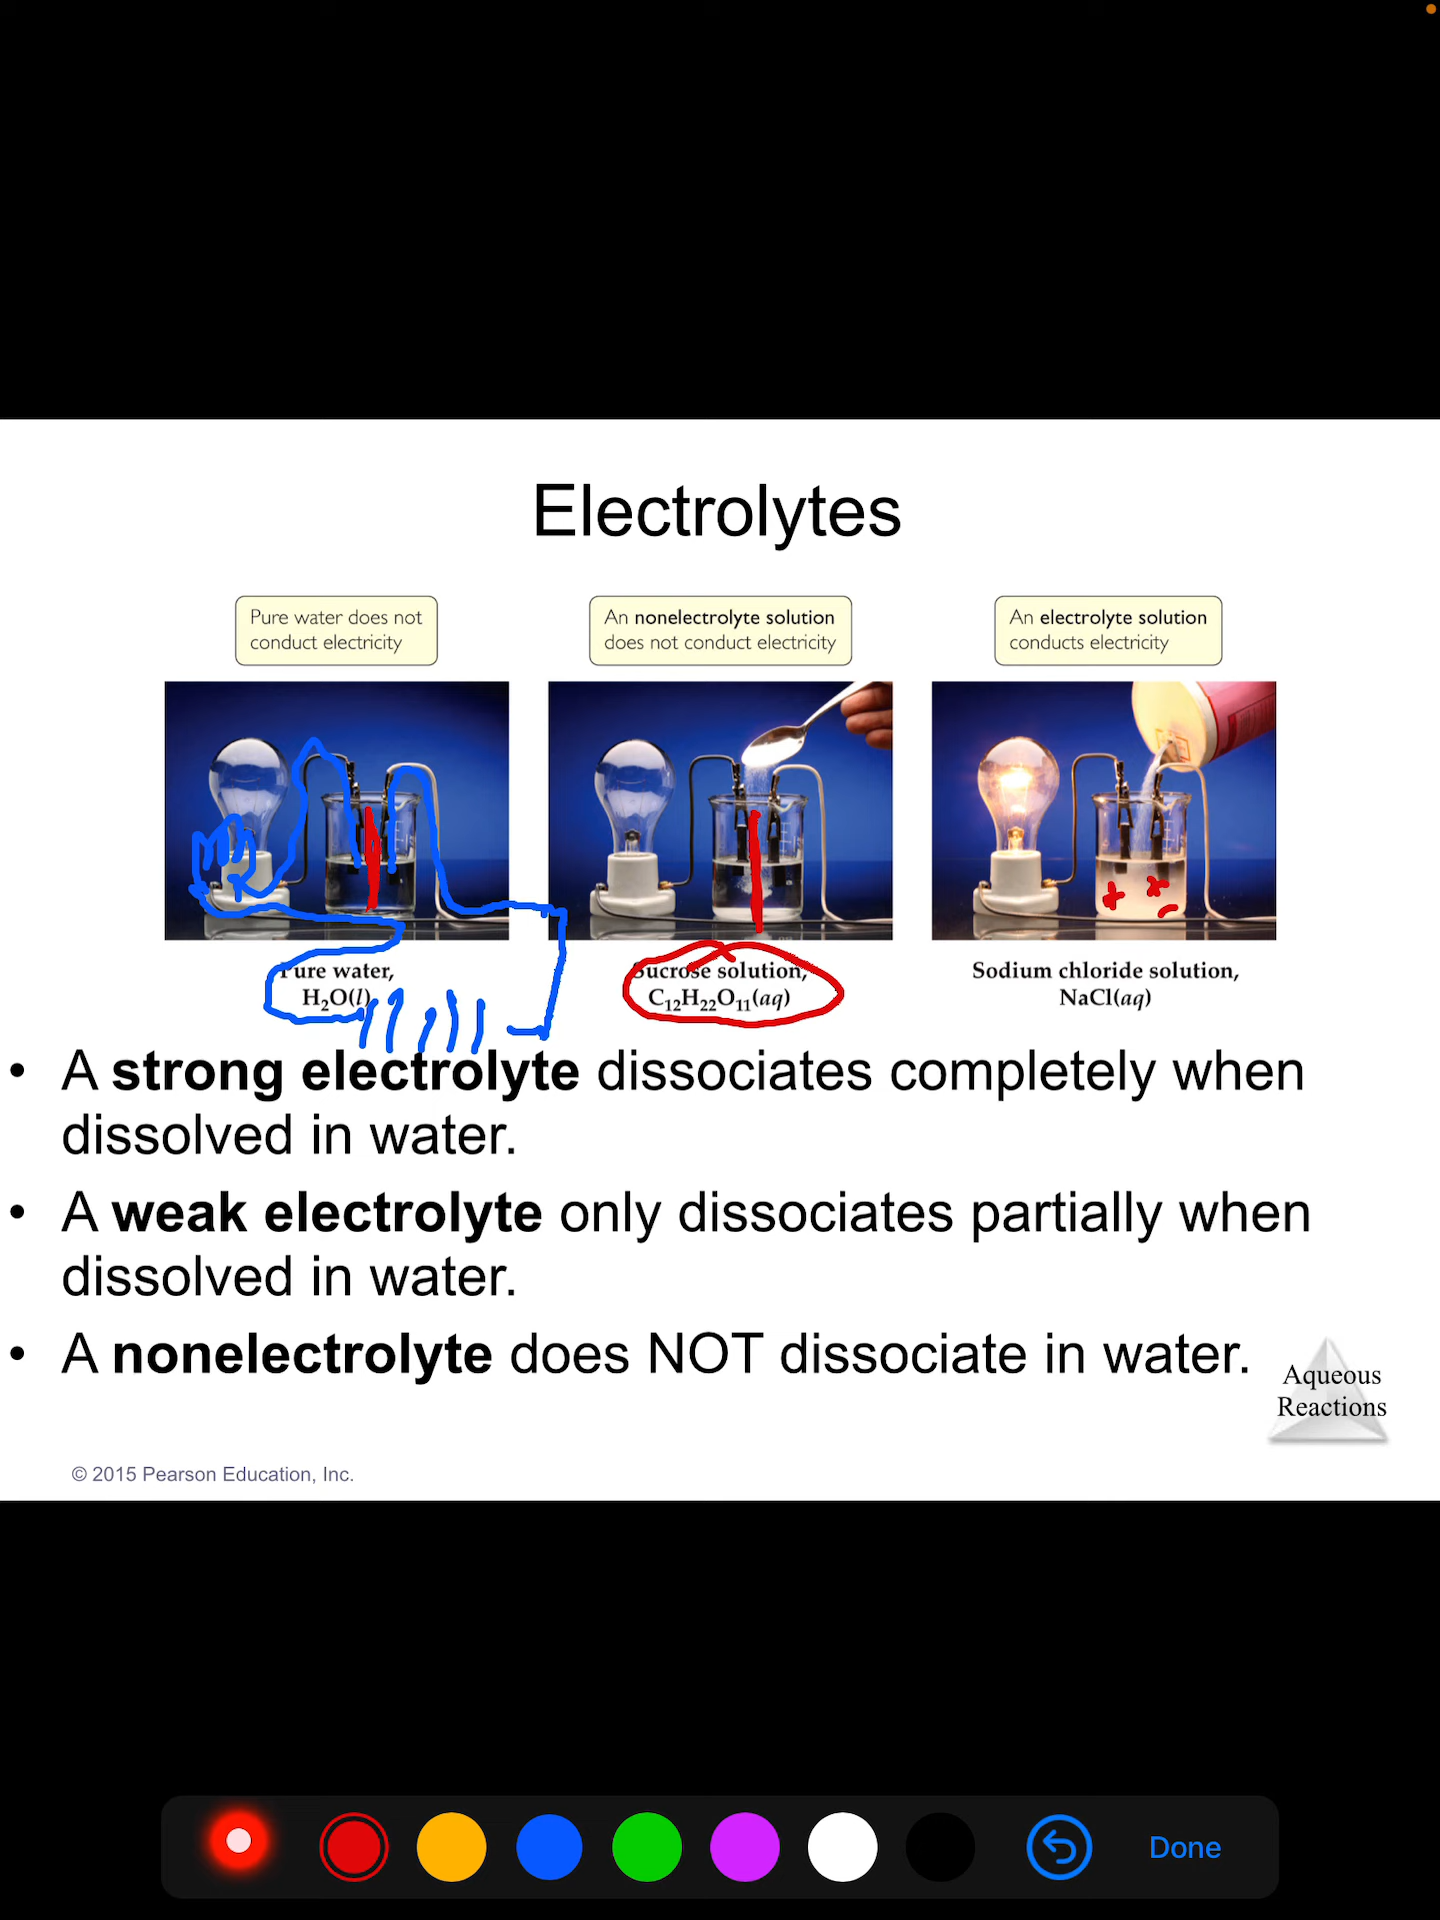 Electrolytes
Pure water does not
conduct electricity
An nonelectrolyte solution
does not conduct electricity
An electrolyte solution
conducts electricity
Pure water,
H₂O(l)
Sucrose solution,
C₁₂H₂₂O₁₁(aq)
Sodium chloride solution,
NaCl(aq)
• A strong electrolyte dissociates completely when
dissolved in water.
• A weak electrolyte only dissociates partially when
dissolved in water.
• A nonelectrolyte does NOT dissociate in water.
Aqueous
Reactions
© 2015 Pearson Education, Inc.
Done